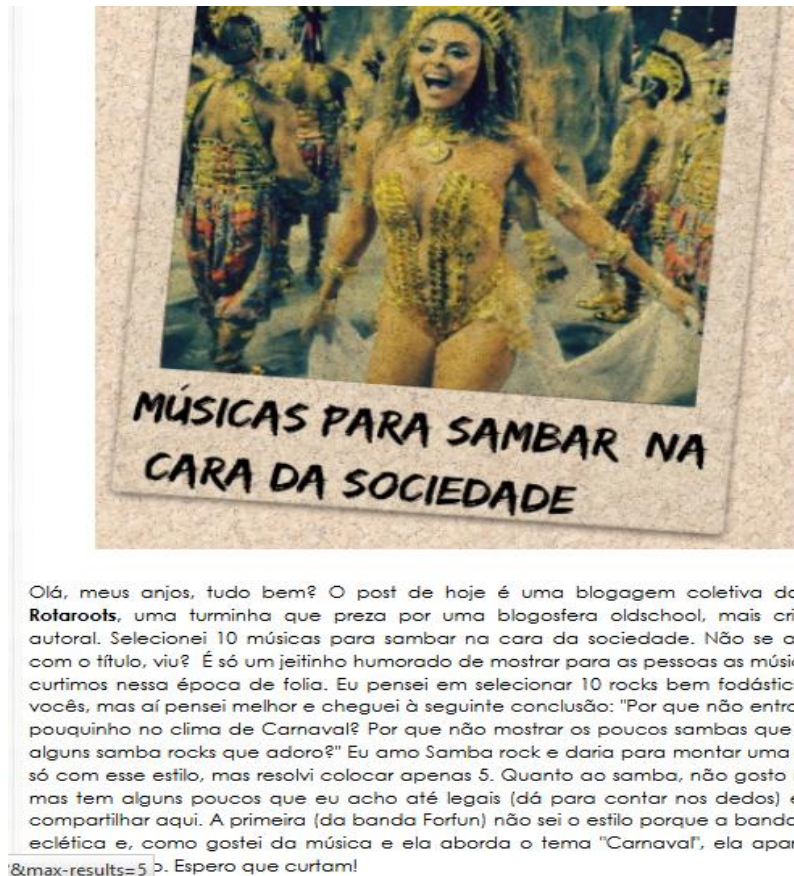 MÚSICAS PARA SAMBAR NA
CARA DA SOCIEDADE
Olá, meus anjos, tudo bem? O post de hoje é uma blogagem coletiva
Rotaroots, uma turminha que preza por uma blogosfera oldschool, mais
autoral. Selecionei 10 músicas para sambar na cara da sociedade. Não se
com o título, viu? É só um jeitinho humorado de mostrar para as pessoas as
curtimos nessa época de folia. Eu pensei em selecionar 10 rocks bem
vocês, mas aí pensei melhor e cheguei à seguinte conclusão: "Por que não
pouquinho no clima de Carnaval? Por que não mostrar os poucos sambas que
alguns samba rocks que adoro?" Eu amo Samba rock e daria para montar uma
só com esse estilo, mas resolvi colocar apenas 5. Quanto ao samba, não gosto
mas tem alguns poucos que eu acho até legais (dá para contar nos dedos)
compartilhar aqui. A primeira (da banda Forfun) não sei o estilo porque a banda
eclética e, como gostei da música e ela aborda o tema "Carnaval", ela
&max-results=5 o. Espero que curtam!